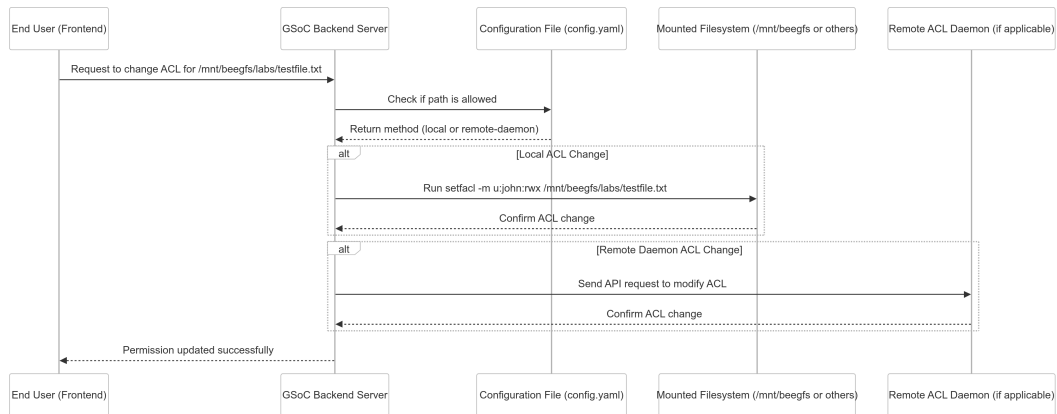 End User (Frontend)
GSoC Backend Server
Configuration File (config.yaml)
Mounted Filesystem (/mnt/beegfs or others)
Remote ACL Daemon (if applicable)
Request to change ACL for /mnt/beegfs/labs/testfile.txt
Check if path is allowed
Return method (local or remote-daemon)
alt
[Local ACL Change]
Run setfacl -m u:john:rwx /mnt/beegfs/labs/testfile.txt
Confirm ACL change
alt
[Remote Daemon ACL Change]
Send API request to modify ACL
Confirm ACL change
Permission updated successfully
End User (Frontend)
GSoC Backend Server
Configuration File (config.yaml)
Mounted Filesystem (/mnt/beegfs or others)
Remote ACL Daemon (if applicable)